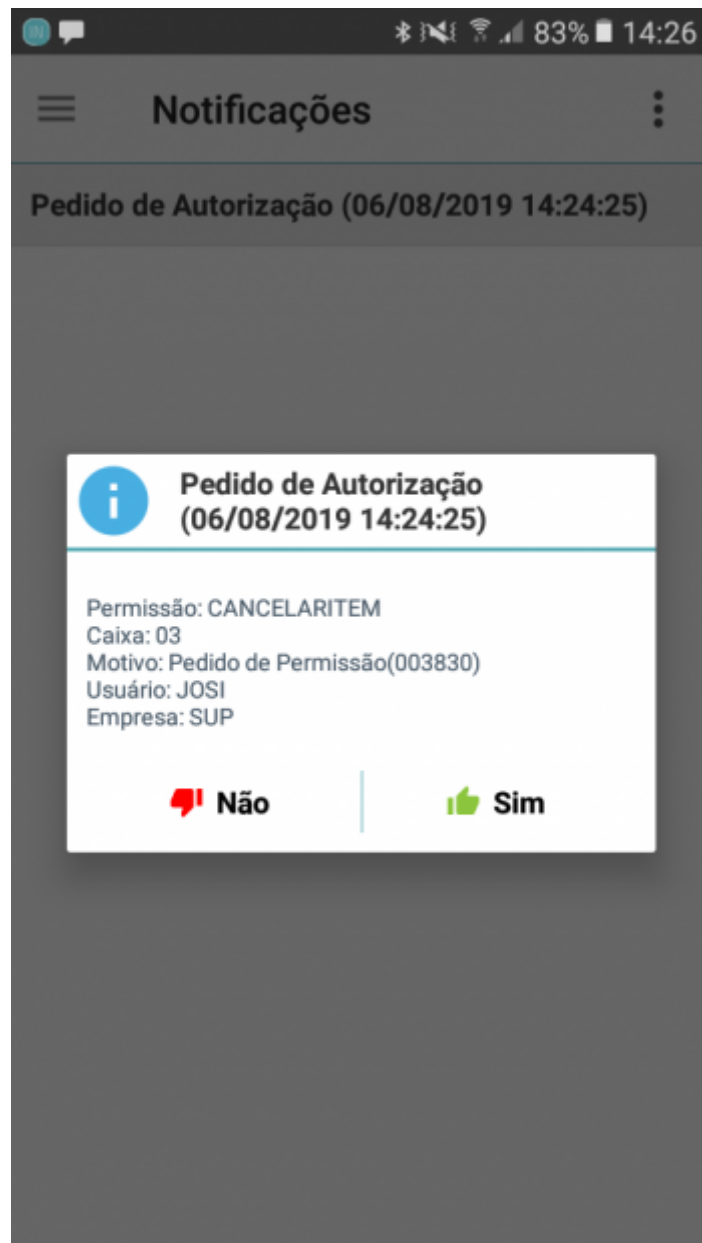 IN
83% 14:26
Notificações
Pedido de Autorização (06/08/2019 14:24:25)
Pedido de Autorização
(06/08/2019 14:24:25)
Permissão: CANCELARITEM
Caixa: 03
Motivo: Pedido de Permissão(003830)
Usuário: JOSI
Empresa: SUP
Não
Sim